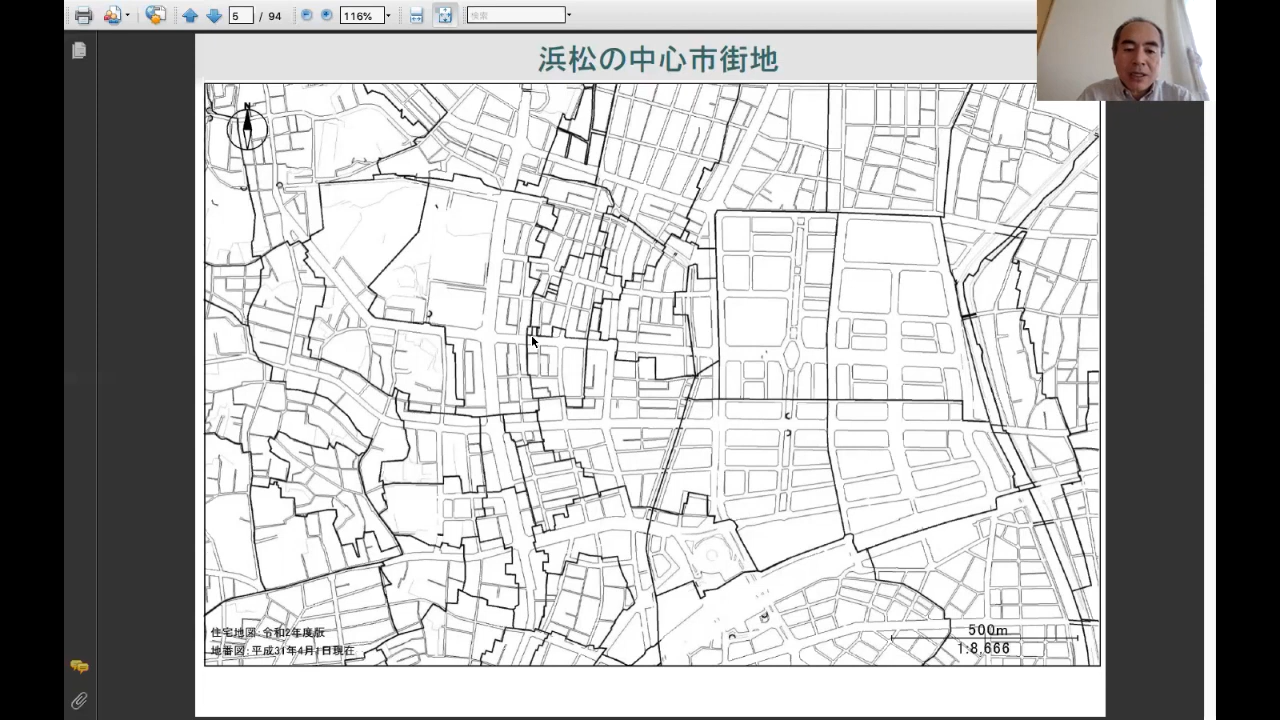 5 / 94 116% 検索
浜松の中心市街地
N
住宅地図:令和2年度版
地番図:平成31年4月1日現在
500m
1:8,666